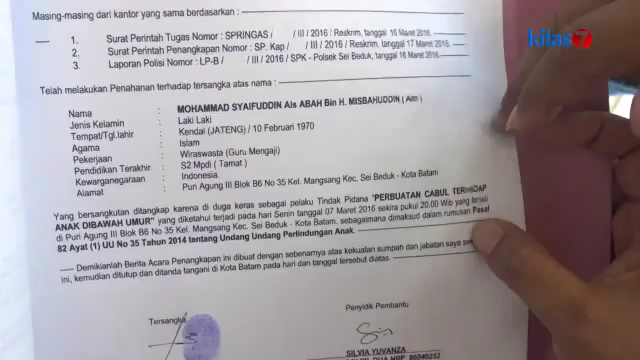 kilas7
Masing-masing dari kantor yang sama berdasarkan :
1. Surat Perintah Tugas Nomor : SPRINGAS / / III / 2016 / Reskrim, tanggal 16 Maret 2016.
2. Surat Perintah Penangkapan Nomor : SP. Kap / / III / 2016 / Reskrim, tanggal 17 Maret 2016.
3. Laporan Polisi Nomor : LP-B / / III / 2016 / SPK - Polsek Sei Beduk, tanggal 16 Maret 2016.
Telah melakukan Penahanan terhadap tersangka atas nama :
Nama : MOHAMMAD SYAIFUDDIN Als ABAH Bin H. MISBAHUDDIN ( Alm )
Jenis Kelamin : Laki Laki
Tempat/Tgl.lahir : Kendal (JATENG) / 10 Februari 1970
Agama : Islam
Pekerjaan : Wiraswasta (Guru Mengaji)
Pendidikan Terakhir : S2 Mpdi ( Tamat )
Kewarganegaraan : Indonesia.
Alamat : Puri Agung III Blok B6 No 35 Kel. Mangsang Kec. Sei Beduk - Kota Batam
Yang bersangkutan ditangkap karena di duga keras sebagai pelaku Tindak Pidana "PERBUATAN CABUL TERHADAP
ANAK DIBAWAH UMUR" yang diketahui terjadi pada hari Senin tanggal 07 Maret 2016 sekira pukul 20.00 Wib yang terjadi
di Puri Agung III Blok B6 No 35 Kel. Mangsang Kec. Sei Beduk - Kota Batam. sebagaimana dimaksud dalam rumusan Pasal
82 Ayat (1) UU No 35 Tahun 2014 tentang Undang Undang Perlindungan Anak
Demikianlah Berita Acara Penangkapan ini dibuat dengan sebenarnya atas kekuatan sumpah dan jabatan saya
ini, kemudian ditutup dan ditanda tangani di Kota Batam pada hari dan tanggal tersebut diatas
Penyidik Pembantu
Tersangka
SILVIA YUVANZA
NRP 86040252